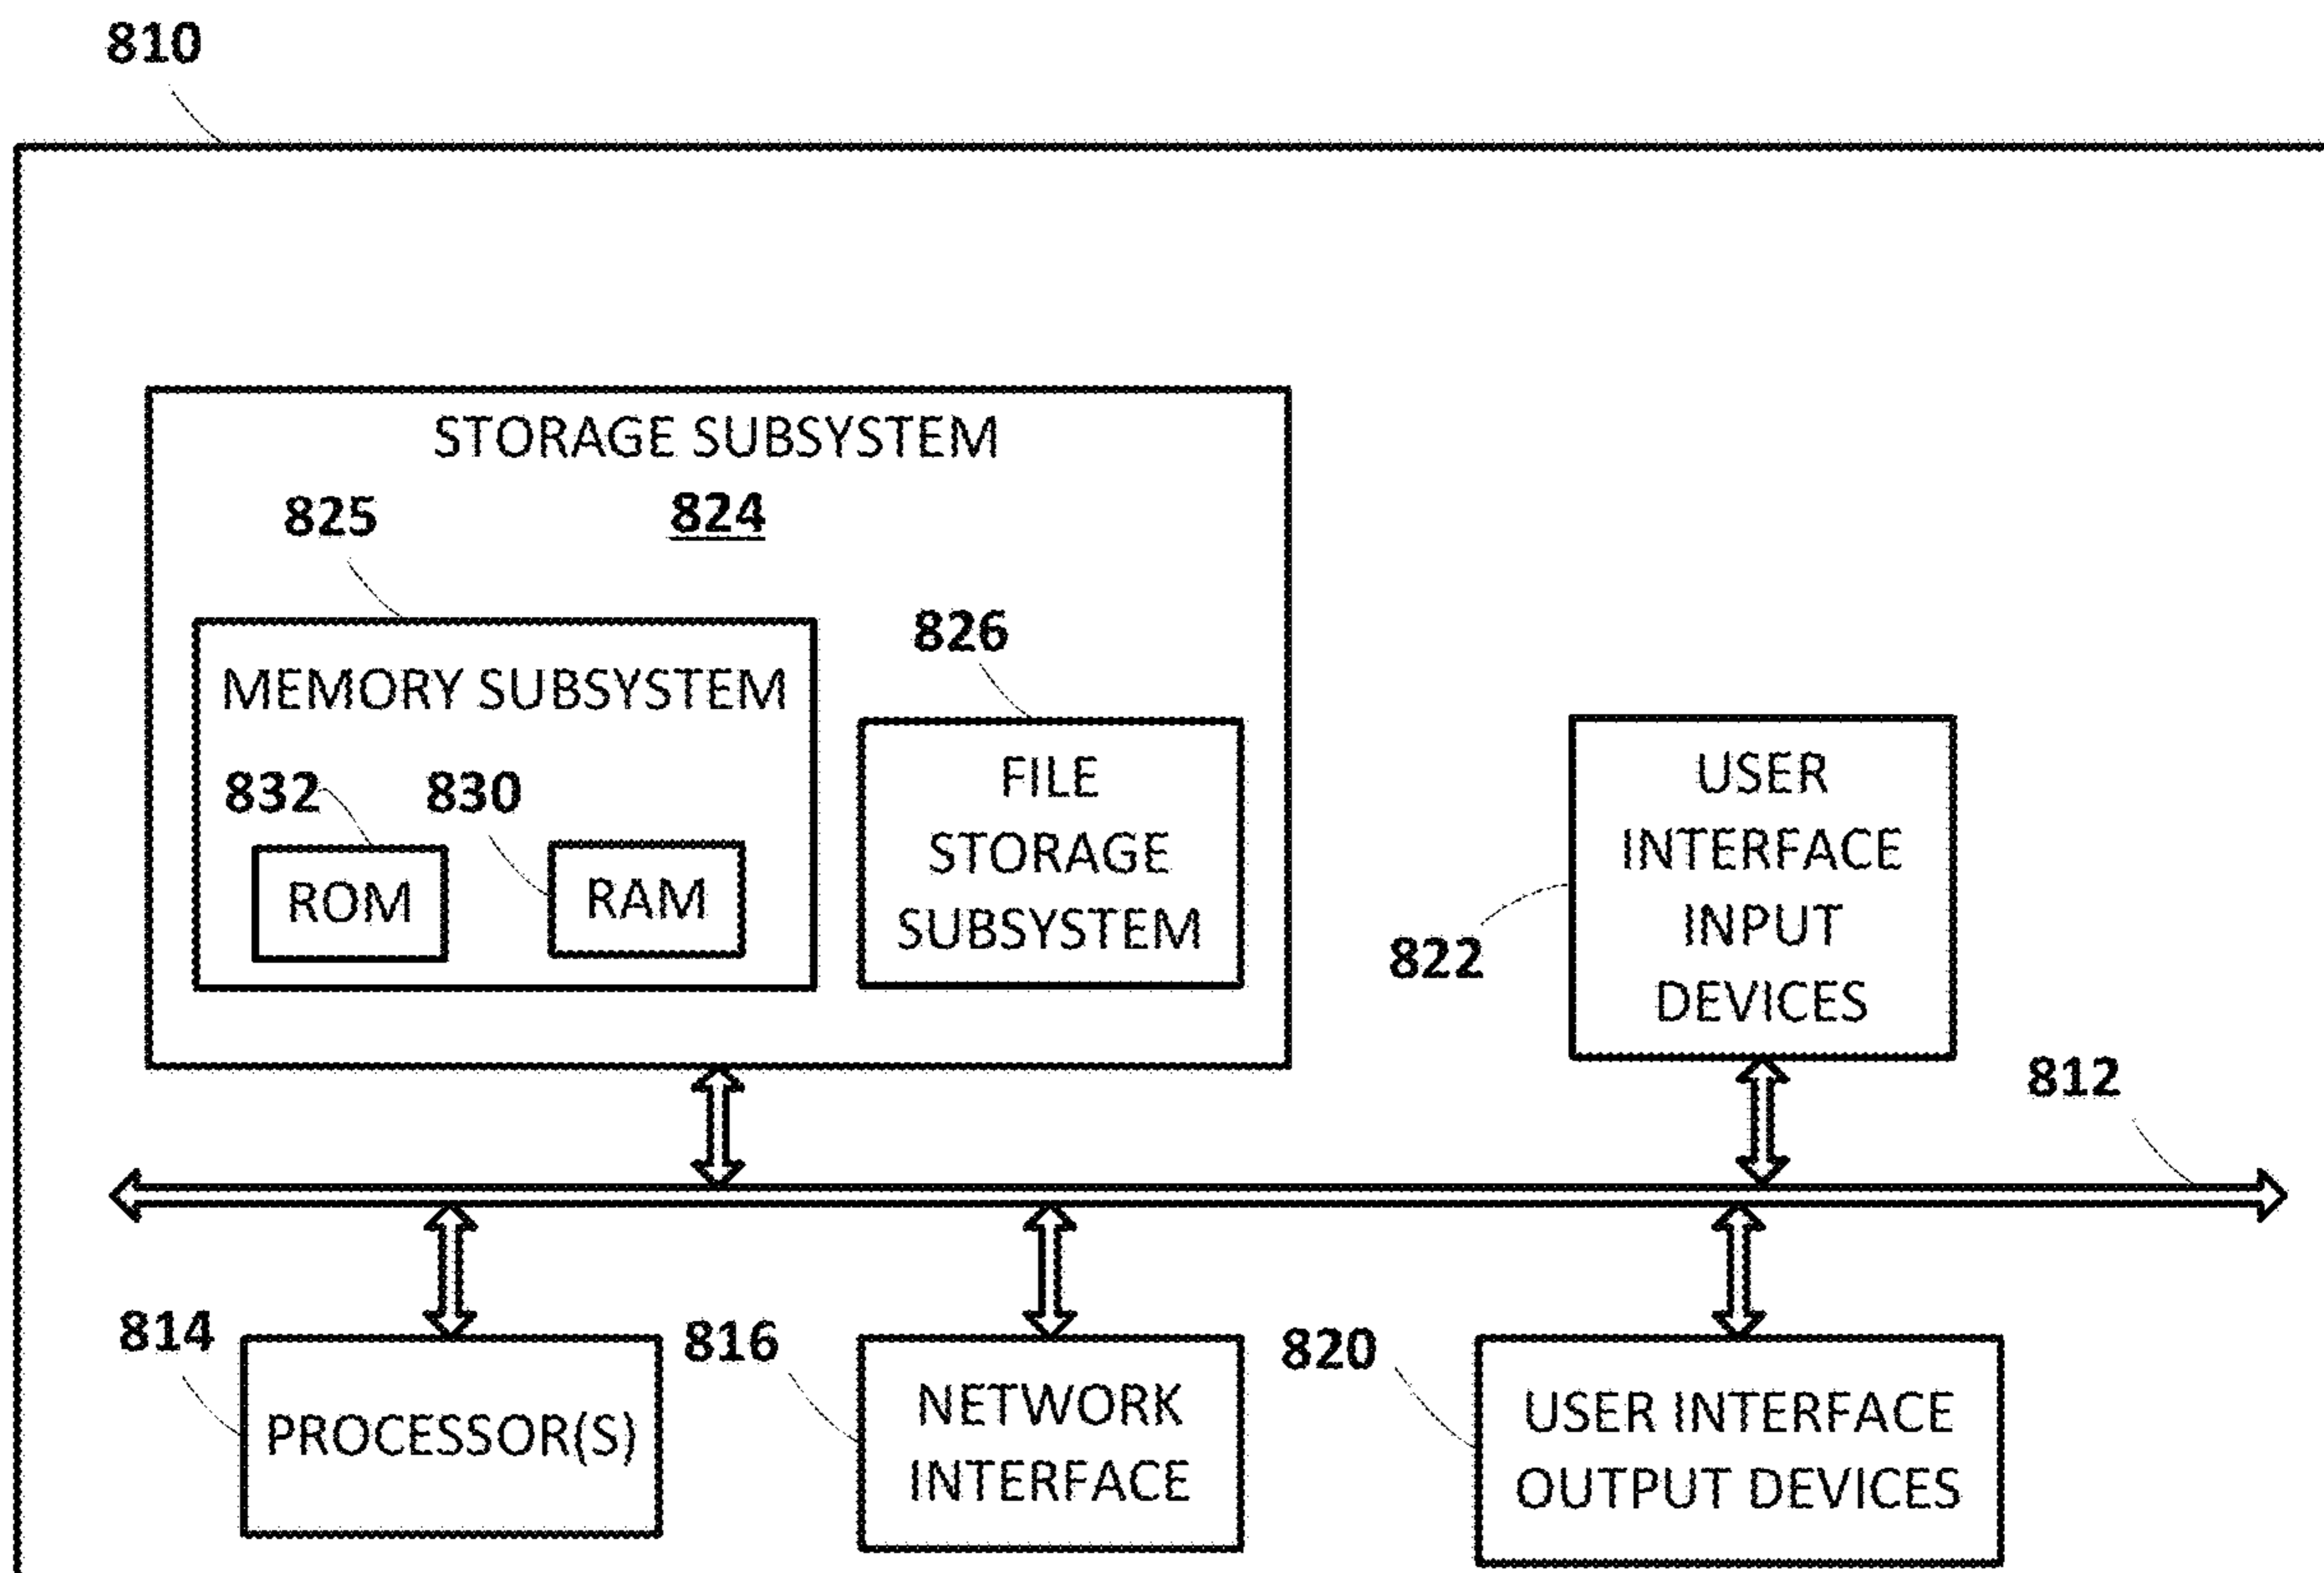 810
STORAGE SUBSYSTEM
824
825
MEMORY SUBSYSTEM
832
830
ROM
RAM
826
FILE
STORAGE
SUBSYSTEM
USER
INTERFACE
INPUT
DEVICES
822
812
814
PROCESSOR(S)
816
NETWORK
INTERFACE
820
USER INTERFACE
OUTPUT DEVICES